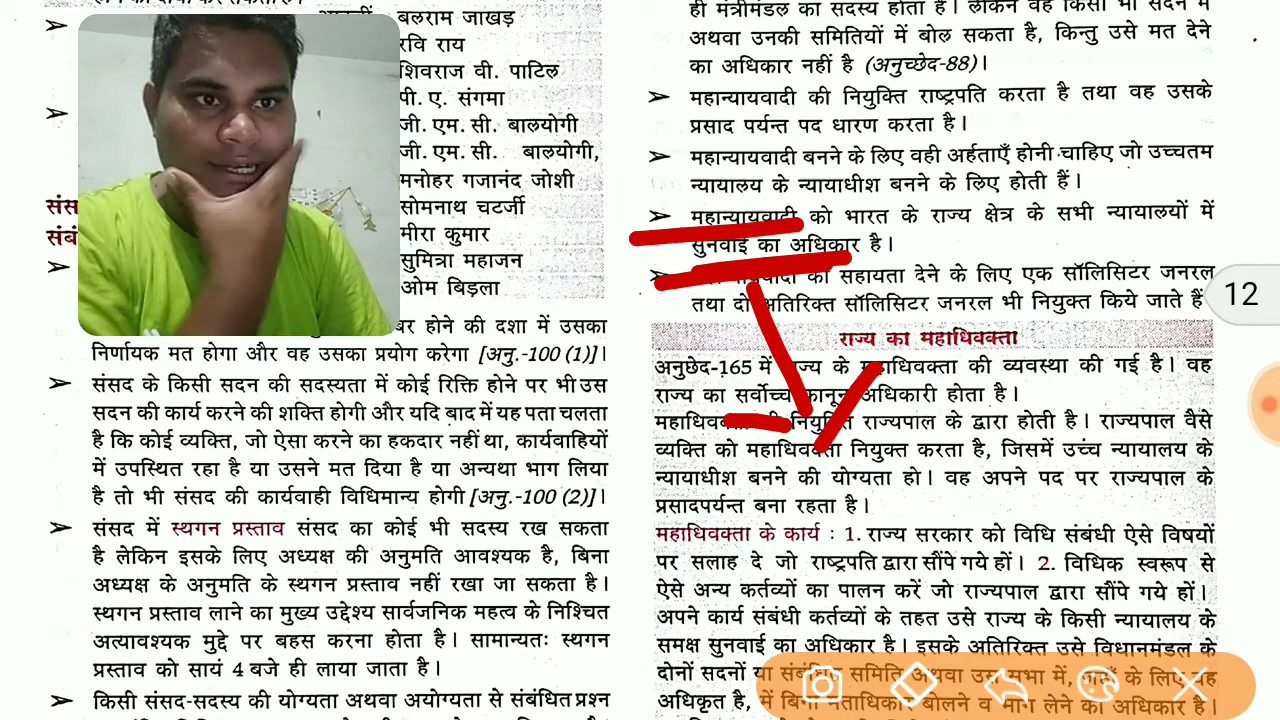 बलराम जाखड़
रवि राय
शिवराज वी. पाटिल
पी. ए. संगमा
जी. एम. सी. बालयोगी
जी. एम. सी. बालयोगी,
मनोहर गजानंद जोशी
संस
सोमनाथ चटर्जी
संबं
मीरा कुमार
सुमित्रा महाजन
ओम बिड़ला
बर होने की दशा में उसका
निर्णायक मत होगा और वह उसका प्रयोग करेगा [अनु.-100 (1)]।
➢ संसद के किसी सदन की सदस्यता में कोई रिक्ति होने पर भी उस
सदन की कार्य करने की शक्ति होगी और यदि बाद में यह पता चलता
है कि कोई व्यक्ति, जो ऐसा करने का हकदार नहीं था, कार्यवाहियों
में उपस्थित रहा है या उसने मत दिया है या अन्यथा भाग लिया
है तो भी संसद की कार्यवाही विधिमान्य होगी [अनु.-100 (2)]।
➢ संसद में स्थगन प्रस्ताव संसद का कोई भी सदस्य रख सकता
है लेकिन इसके लिए अध्यक्ष की अनुमति आवश्यक है, बिना
अध्यक्ष के अनुमति के स्थगन प्रस्ताव नहीं रखा जा सकता है।
स्थगन प्रस्ताव लाने का मुख्य उद्देश्य सार्वजनिक महत्व के निश्चित
अत्यावश्यक मुद्दे पर बहस करना होता है। सामान्यतः स्थगन
प्रस्ताव को सायं 4 बजे ही लाया जाता है।
➢ किसी संसद-सदस्य की योग्यता अथवा अयोग्यता से संबंधित प्रश्न
ही मंत्रीमंडल का सदस्य होता है। लेकिन वह किसी भी सदन में
अथवा उनकी समितियों में बोल सकता है, किन्तु उसे मत देने
का अधिकार नहीं है (अनुच्छेद-88)।
➢ महान्यायवादी की नियुक्ति राष्ट्रपति करता है तथा वह उसके
प्रसाद पर्यन्त पद धारण करता है।
➢ महान्यायवादी बनने के लिए वही अर्हताएँ होनी चाहिए जो उच्चतम
न्यायालय के न्यायाधीश बनने के लिए होती हैं।
➢ महान्यायवादी को भारत के राज्य क्षेत्र के सभी न्यायालयों में
सुनवाई का अधिकार है।
को सहायता देने के लिए एक सॉलिसिटर जनरल
तथा दो अतिरिक्त सॉलिसिटर जनरल भी नियुक्त किये जाते हैं
12
राज्य का महाधिवक्ता
अनुछेद-165 में राज्य के महाधिवक्ता की व्यवस्था की गई है। वह
राज्य का सर्वोच्च कानून अधिकारी होता है।
महाधिवक्ता की नियुक्ति राज्यपाल के द्वारा होती है। राज्यपाल वैसे
व्यक्ति को महाधिवक्ता नियुक्त करता है, जिसमें उच्च न्यायालय के
न्यायाधीश बनने की योग्यता हो। वह अपने पद पर राज्यपाल के
प्रसादपर्यन्त बना रहता है।
महाधिवक्ता के कार्य : 1. राज्य सरकार को विधि संबंधी ऐसे विषयों
पर सलाह दे जो राष्ट्रपति द्वारा सौंपे गये हों। 2. विधिक स्वरूप से
ऐसे अन्य कर्तव्यों का पालन करें जो राज्यपाल द्वारा सौंपे गये हों।
अपने कार्य संबंधी कर्तव्यों के तहत उसे राज्य के किसी न्यायालय के
समक्ष सुनवाई का अधिकार है। इसके अतिरिक्त उसे विधानमंडल के
दोनों सदनों या संबंधित समिति अथवा उस सभा में, जहाँ के लिए वह
अधिकृत है, में बिना मताधिकार बोलने व भाग लेने का अधिकार है।